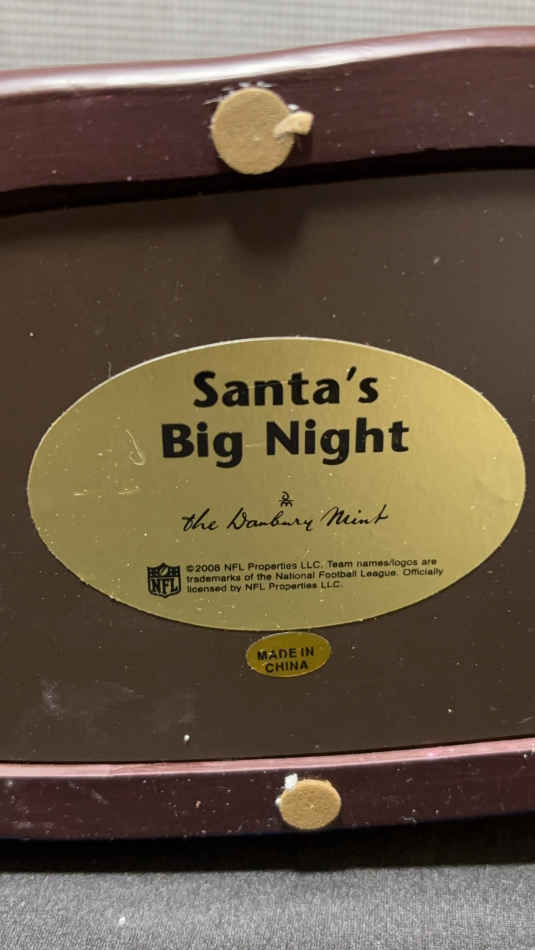 Santa's
Big Night
DM
the Danbury Mint
NFL
©2008 NFL Properties LLC. Team names/logos are
trademarks of the National Football League. Officially
licensed by NFL Properties LLC.
MADE IN
CHINA